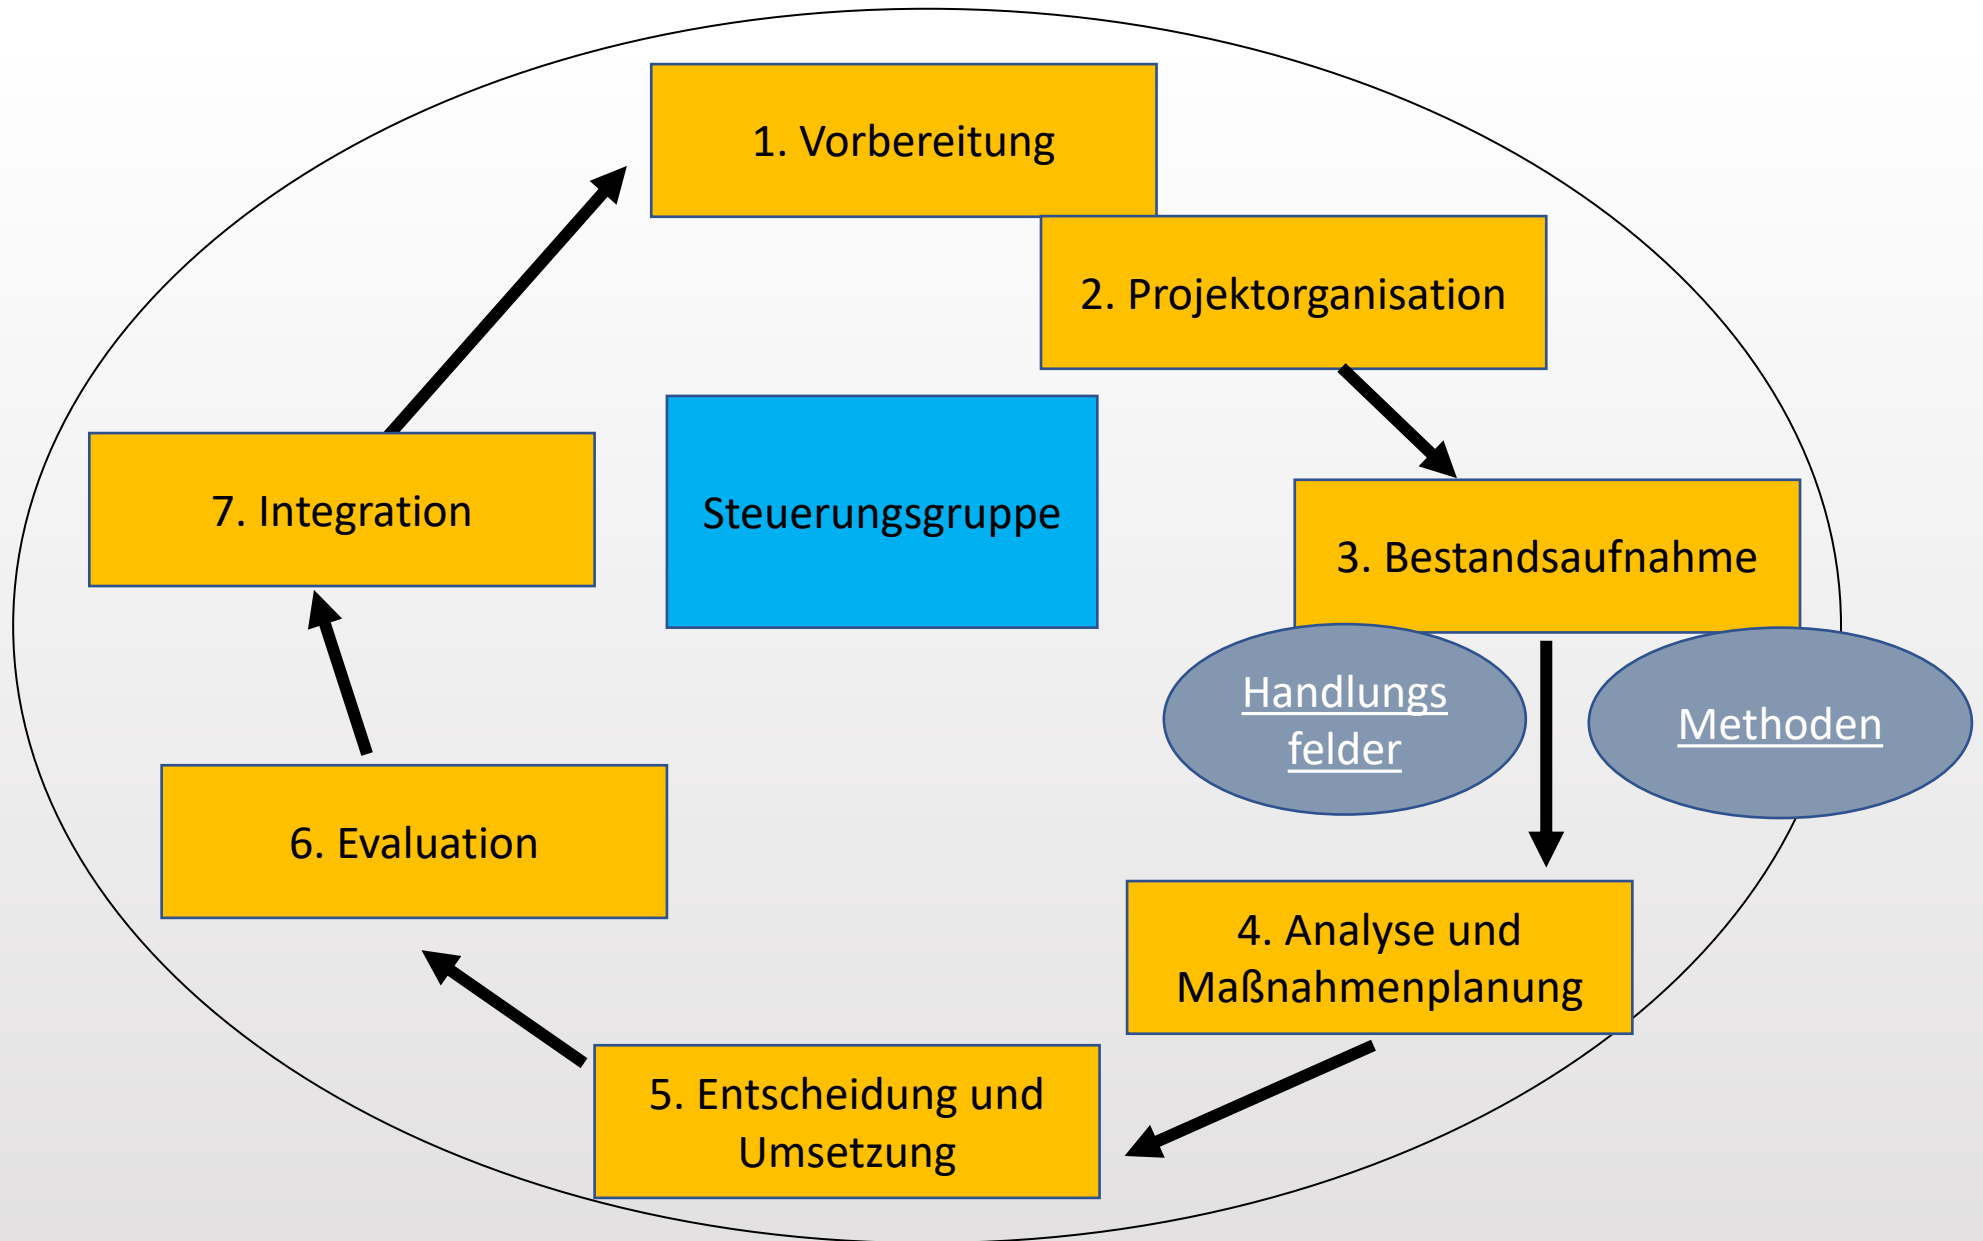 1. Vorbereitung
2. Projektorganisation
7. Integration
Steuerungsgruppe
3. Bestandsaufnahme
Handlungs
felder
Methoden
6. Evaluation
4. Analyse und
Maßnahmenplanung
5. Entscheidung und
Umsetzung